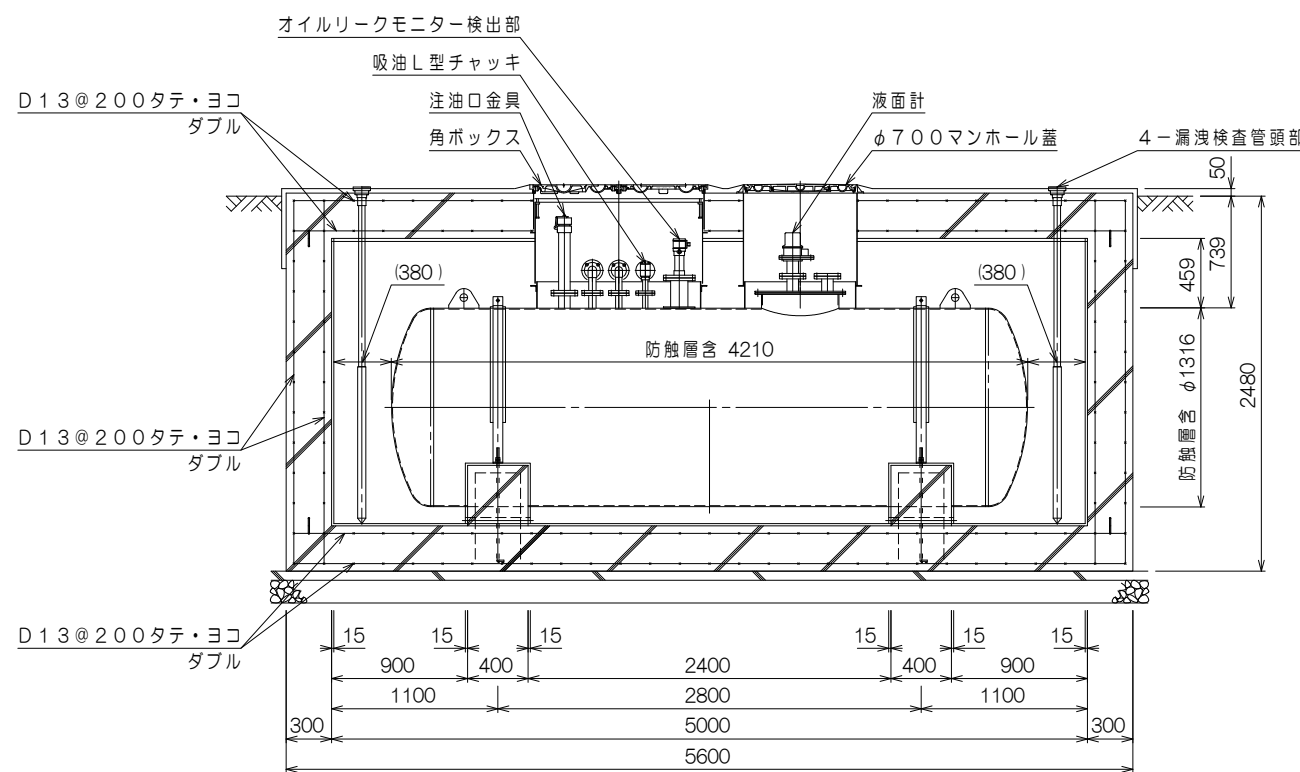 オイルリークモニター検出部
吸油L型チャッキ
D13@200タテ・ヨコ
ダブル
注油口金具
角ボックス
液面計
φ700マンホール蓋
4ー漏洩検査管頭部
50
739
459
2480
(380)
(380)
防触層含 4210
防触層含 φ1316
D13@200タテ・ヨコ
ダブル
D13@200タテ・ヨコ
ダブル
15 15 15 15 15 15
900 400 2400 400 900
1100 2800 1100
300 5000 300
5600